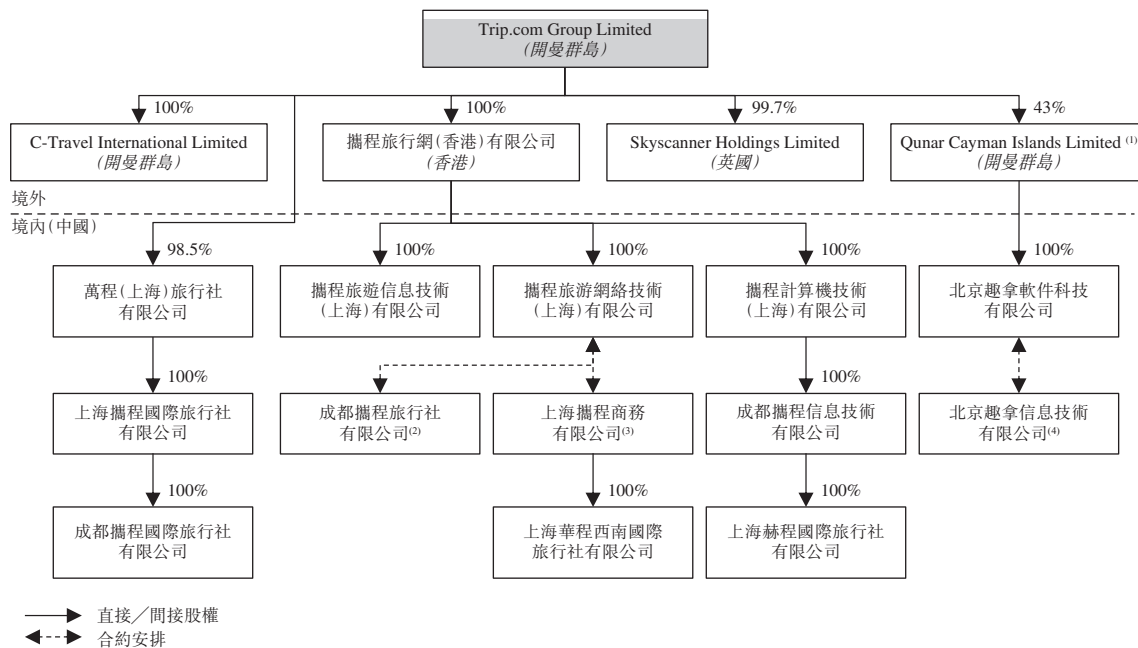 Trip.com Group Limited
(開曼群島)
100%
100%
99.7%
43%
C-Travel International Limited
(開曼群島)
攜程旅行網(香港)有限公司
(香港)
Skyscanner Holdings Limited
(英國)
Qunar Cayman Islands Limited (1)
(開曼群島)
境外
境內(中國)
98.5%
100%
100%
100%
100%
萬程(上海)旅行社
有限公司
攜程旅遊信息技術
(上海)有限公司
攜程旅游網絡技術
(上海)有限公司
攜程計算機技術
(上海)有限公司
北京趣拿軟件科技
有限公司
100%
100%
上海攜程國際旅行社
有限公司
成都攜程旅行社
有限公司(2)
上海攜程商務
有限公司(3)
成都攜程信息技術
有限公司
北京趣拿信息技術
有限公司(4)
100%
100%
100%
成都攜程國際旅行社
有限公司
上海華程西南國際
旅行社有限公司
上海赫程國際旅行社
有限公司
直接／間接股權
合約安排